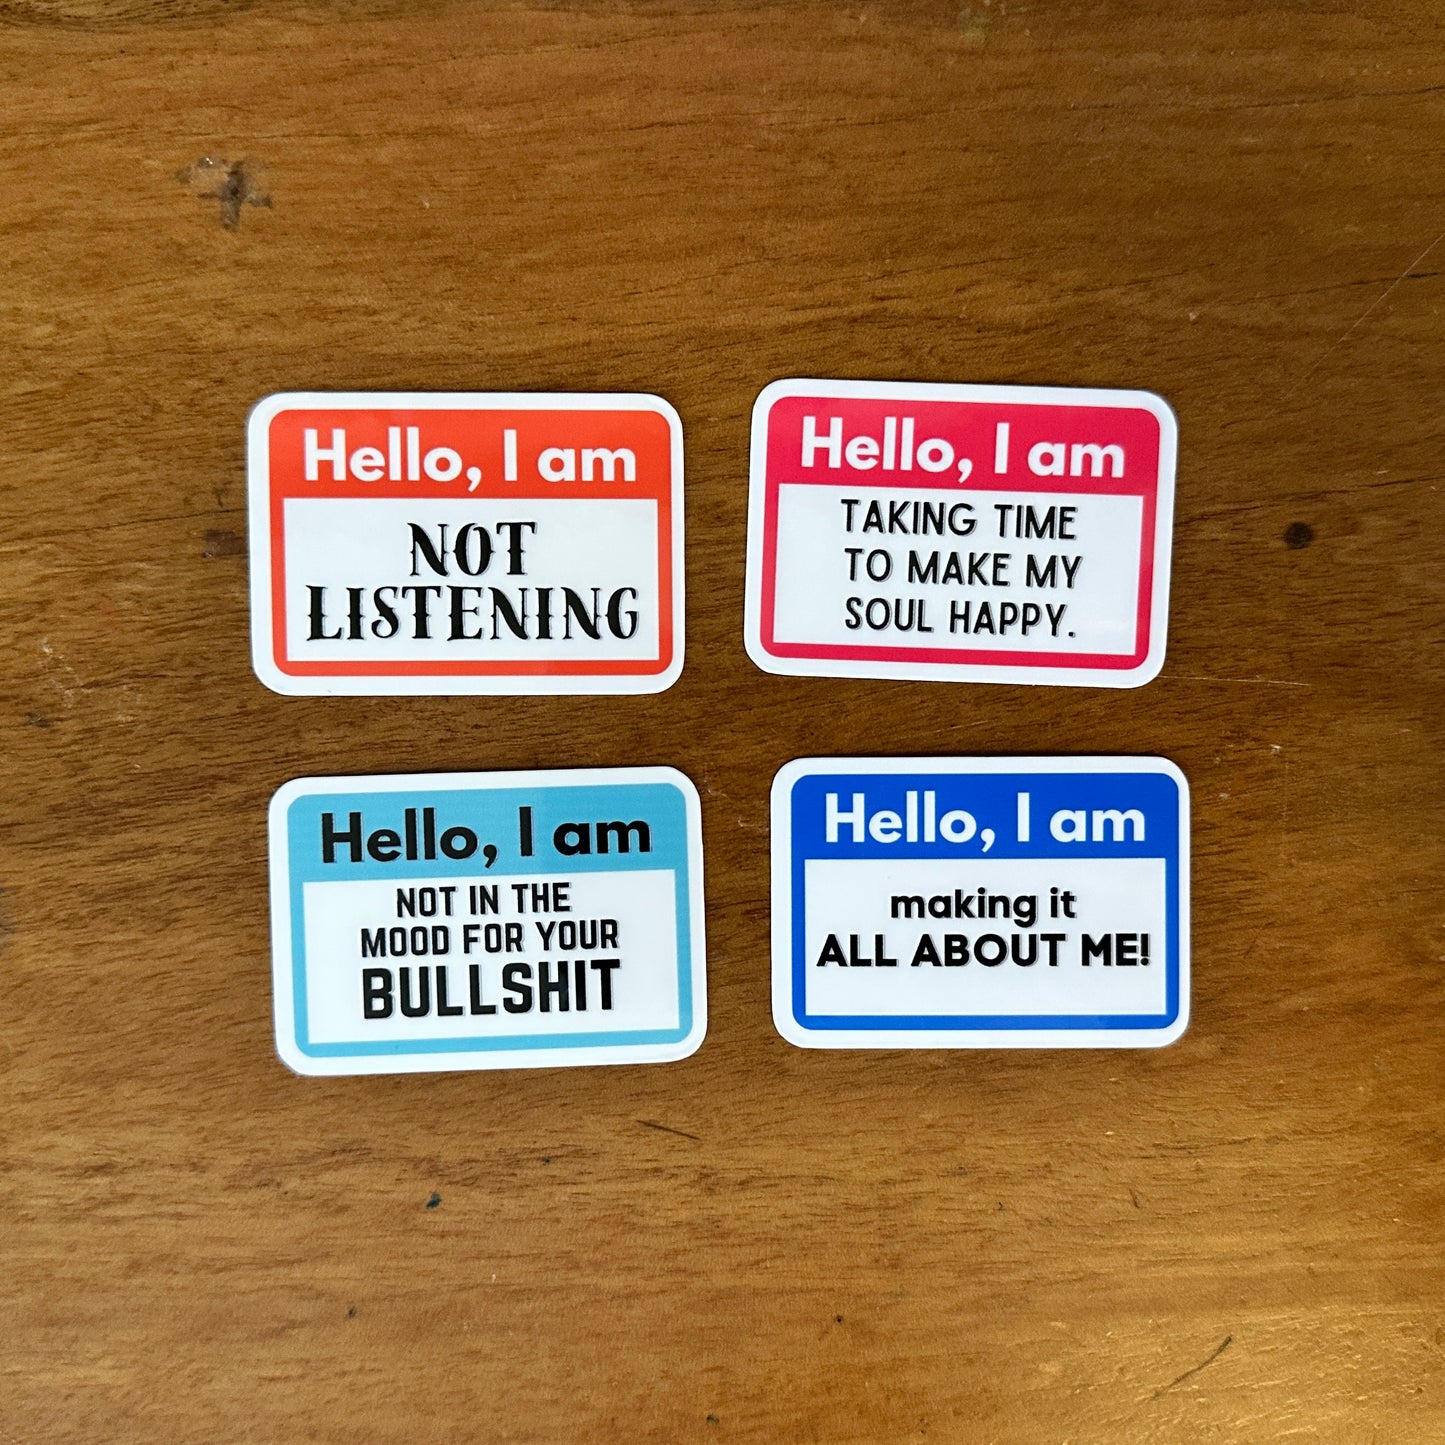 Hello, I am
NOT
LISTENING
Hello, I am
TAKING TIME
TO MAKE MY
SOUL HAPPY.
Hello, I am
NOT IN THE
MOOD FOR YOUR
BULLSHIT
Hello, I am
making it
ALL ABOUT ME!